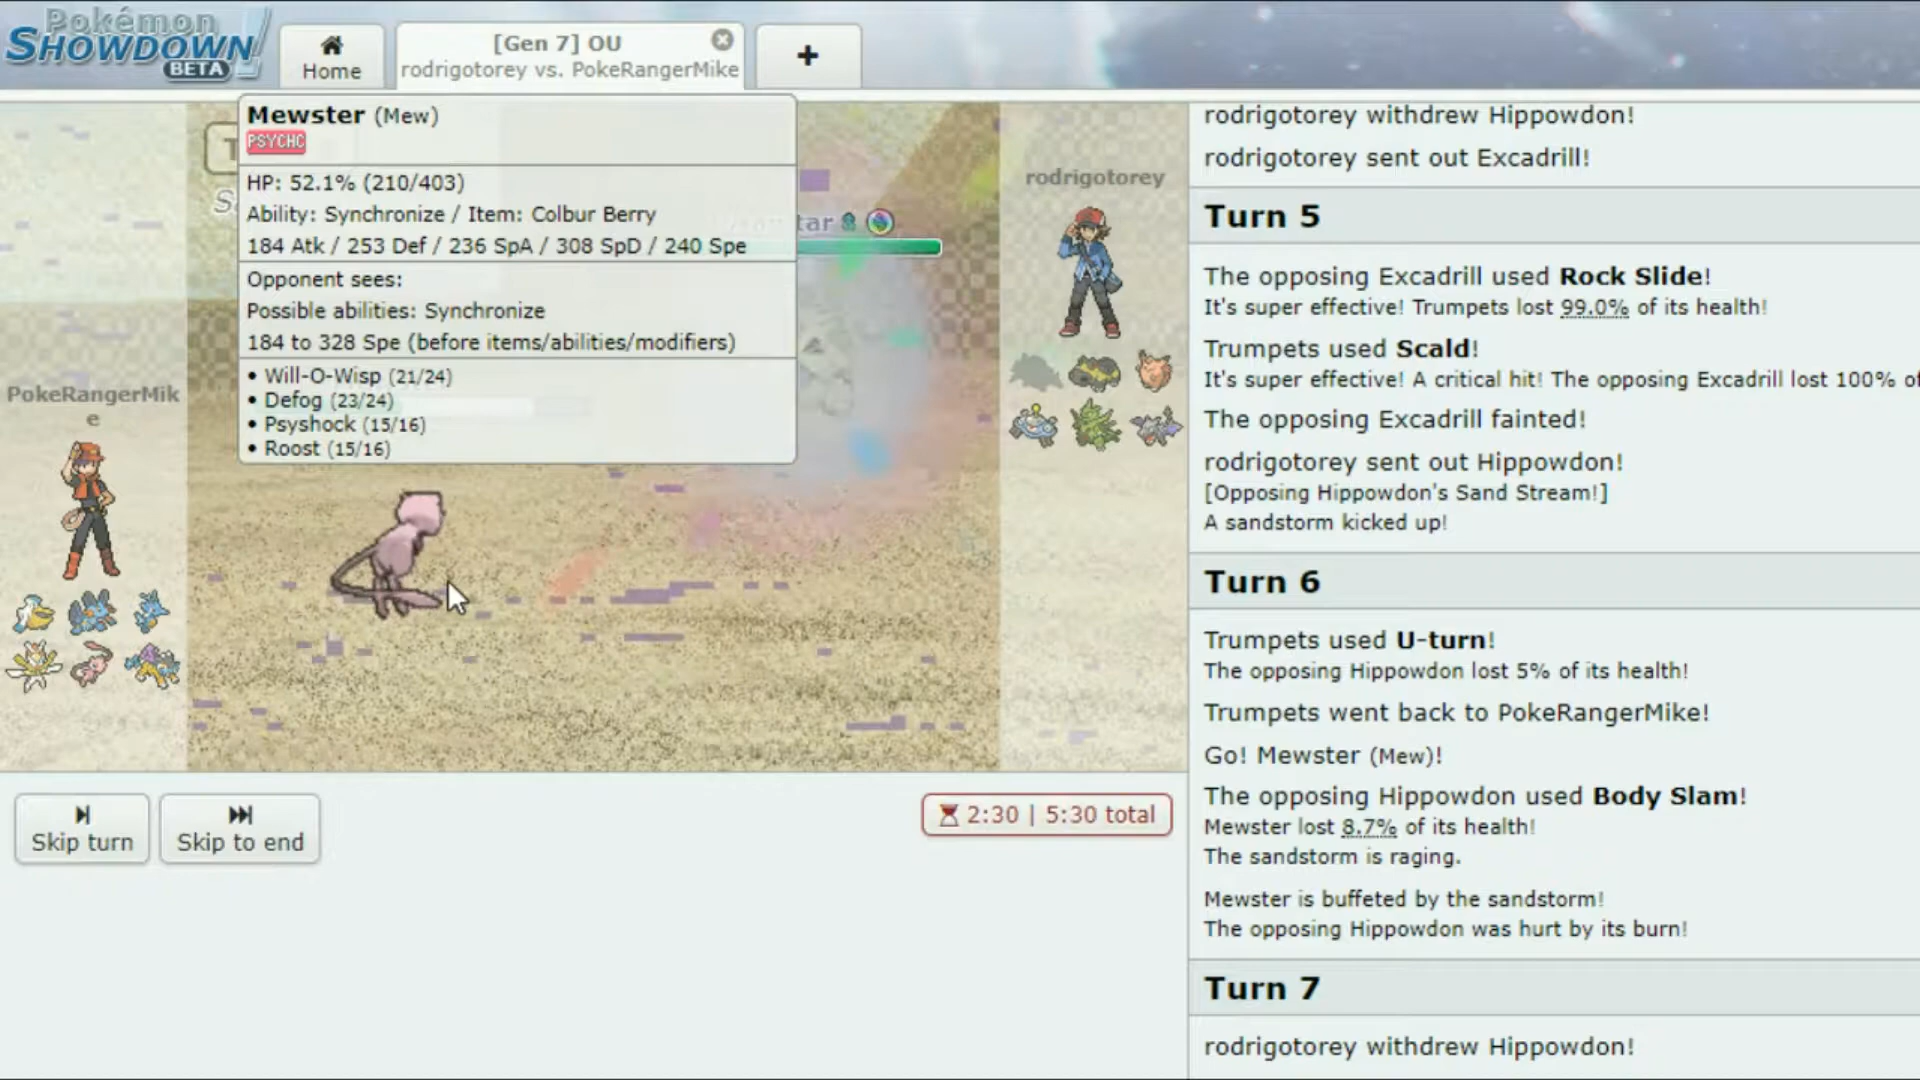 Pokémon
SHOWDOWN
BETA
Home
[Gen 7] OU
rodrigotorey vs. PokeRangerMike
+
Mewster (Mew)
PSYCHC
HP: 52.1% (210/403)
Ability: Synchronize / Item: Colbur Berry
184 Atk / 253 Def / 236 SpA / 308 SpD / 240 Spe
Opponent sees:
Possible abilities: Synchronize
184 to 328 Spe (before items/abilities/modifiers)
• Will-O-Wisp (21/24)
• Defog (23/24)
• Psyshock (15/16)
• Roost (15/16)
tar
PokeRangerMik
e
rodrigotorey
Skip turn
Skip to end
2:30 | 5:30 total
rodrigotorey withdrew Hippowdon!
rodrigotorey sent out Excadrill!
Turn 5
The opposing Excadrill used Rock Slide!
It's super effective! Trumpets lost 99.0% of its health!
Trumpets used Scald!
It's super effective! A critical hit! The opposing Excadrill lost 100% of
The opposing Excadrill fainted!
rodrigotorey sent out Hippowdon!
[Opposing Hippowdon's Sand Stream!]
A sandstorm kicked up!
Turn 6
Trumpets used U-turn!
The opposing Hippowdon lost 5% of its health!
Trumpets went back to PokeRangerMike!
Go! Mewster (Mew)!
The opposing Hippowdon used Body Slam!
Mewster lost 8.7% of its health!
The sandstorm is raging.
Mewster is buffeted by the sandstorm!
The opposing Hippowdon was hurt by its burn!
Turn 7
rodrigotorey withdrew Hippowdon!